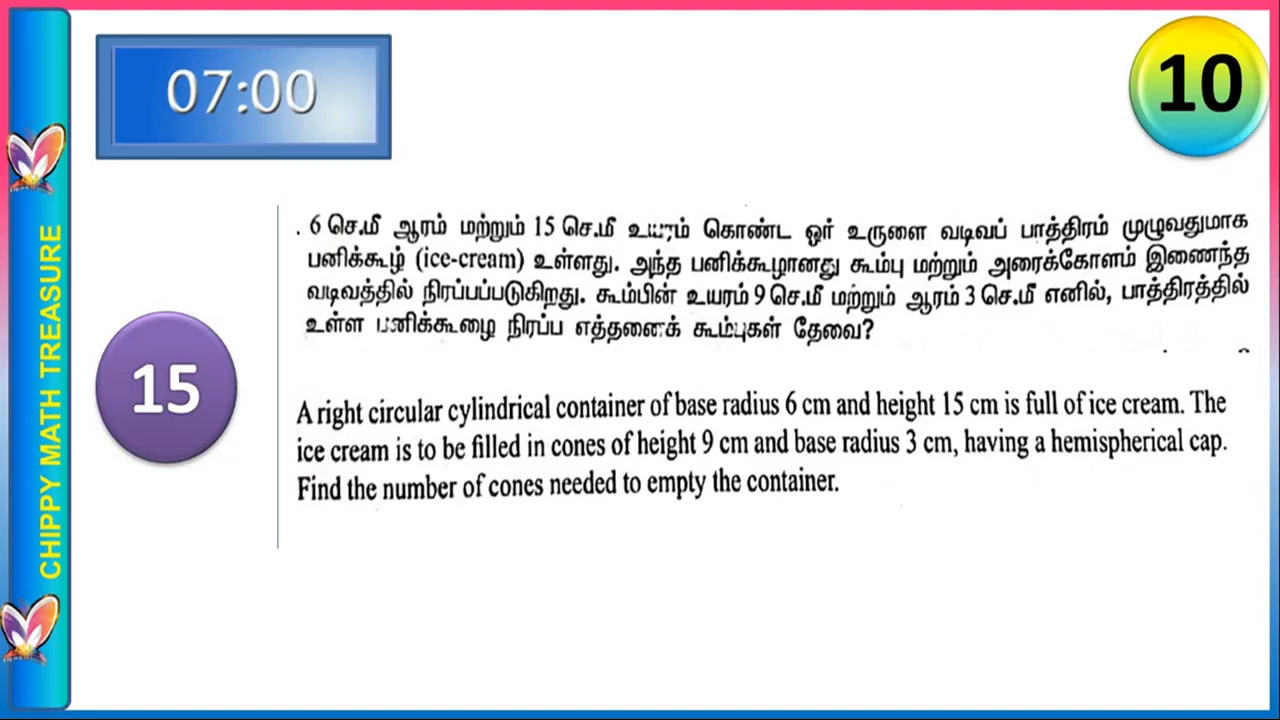 07:00
10
. 6 செ.மீ ஆரம் மற்றும் 15 செ.மீ உயரம் கொண்ட ஓர் உருளை வடிவப் பாத்திரம் முழுவதுமாக
பனிக்கூழ் (ice-cream) உள்ளது. அந்த பனிக்கூழானது கூம்பு மற்றும் அரைக்கோளம் இணைந்த
வடிவத்தில் நிரப்பப்படுகிறது. கூம்பின் உயரம் 9 செ.மீ மற்றும் ஆரம் 3 செ.மீ எனில், பாத்திரத்தில்
உள்ள பனிக்கூழை நிரப்ப எத்தனைக் கூம்புகள் தேவை?
15
A right circular cylindrical container of base radius 6 cm and height 15 cm is full of ice cream. The
ice cream is to be filled in cones of height 9 cm and base radius 3 cm, having a hemispherical cap.
Find the number of cones needed to empty the container.
CHIPPY MATH TREASURE